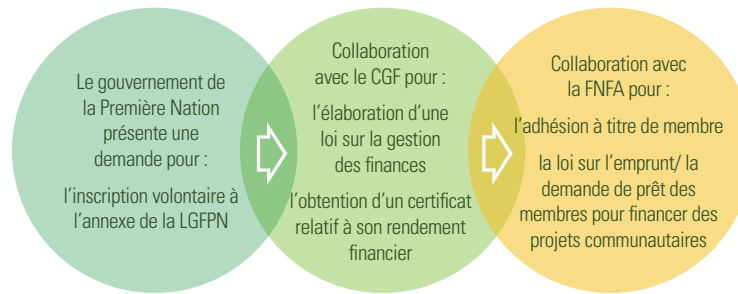 Le gouvernement de
la Première Nation
présente une
demande pour :
l'inscription volontaire à
l'annexe de la LGFPN
Collaboration
avec le CGF pour :
l'élaboration d'une
loi sur la gestion
des finances
l'obtention d'un certificat
relatif à son rendement
financier
Collaboration avec
la FNFA pour :
l'adhésion à titre de membre
la loi sur l'emprunt/ la
demande de prêt des
membres pour financer des
projets communautaires